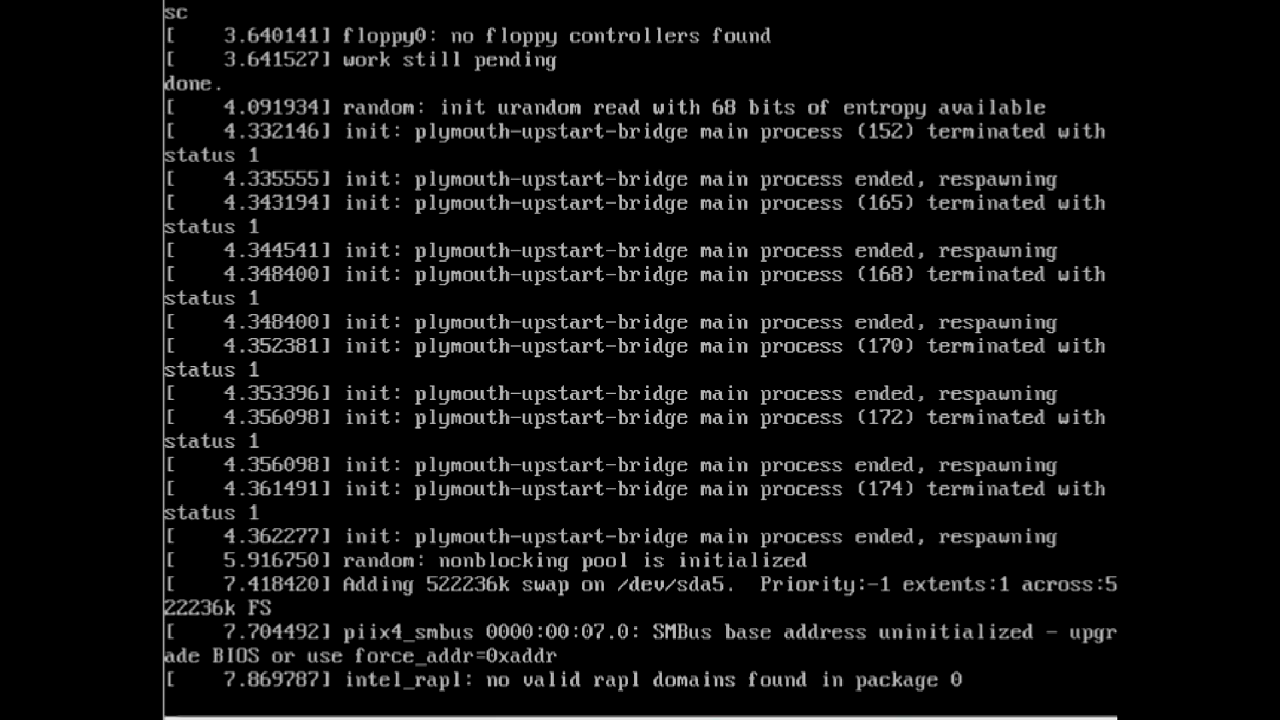 sc
[    3.640141] floppy0: no floppy controllers found
[    3.641527] work still pending
done.
[    4.091934] random: init urandom read with 68 bits of entropy available
[    4.332146] init: plymouth-upstart-bridge main process (152) terminated with
status 1
[    4.335555] init: plymouth-upstart-bridge main process ended, respawning
[    4.343194] init: plymouth-upstart-bridge main process (165) terminated with
status 1
[    4.344541] init: plymouth-upstart-bridge main process ended, respawning
[    4.348400] init: plymouth-upstart-bridge main process (168) terminated with
status 1
[    4.348400] init: plymouth-upstart-bridge main process ended, respawning
[    4.352381] init: plymouth-upstart-bridge main process (170) terminated with
status 1
[    4.353396] init: plymouth-upstart-bridge main process ended, respawning
[    4.356098] init: plymouth-upstart-bridge main process (172) terminated with
status 1
[    4.356098] init: plymouth-upstart-bridge main process ended, respawning
[    4.361491] init: plymouth-upstart-bridge main process (174) terminated with
status 1
[    4.362277] init: plymouth-upstart-bridge main process ended, respawning
[    5.916750] random: nonblocking pool is initialized
[    7.418420] Adding 522236k swap on /dev/sda5.  Priority:-1 extents:1 across:5
22236k FS
[    7.704492] piix4_smbus 0000:00:07.0: SMBus base address uninitialized - upgr
ade BIOS or use force_addr=0xaddr
[    7.869787] intel_rapl: no valid rapl domains found in package 0